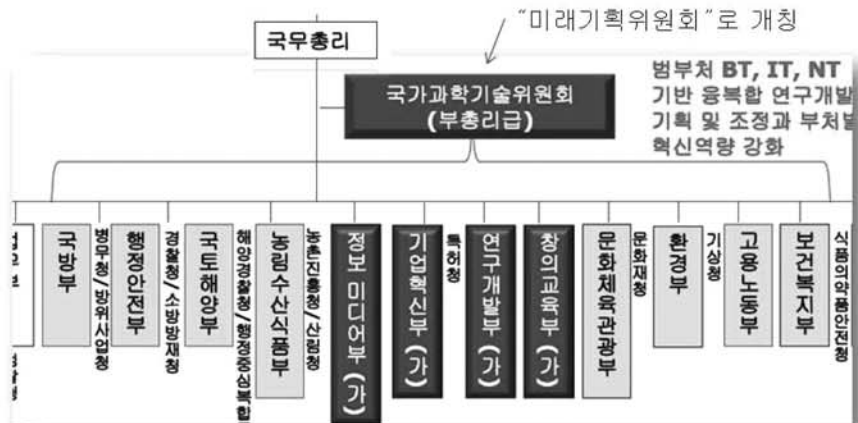 “미래기획위원회”로 개칭
국무총리
국가과학기술위원회
(부총리급)
범부처 BT, IT, NT
기반 융복합 연구개발
기획 및 조정과 부처별
혁신역량 강화
국방부
병무청/방위사업청
행정안전부
경찰청/소방방재청
국토해양부
해양경찰청/행정중심복합
농림수산식품부
농촌진흥청/산림청
정보 미디어부 (가)
기업혁신부 (가)
특허청
연구개발부 (가)
창의교육부 (가)
문화체육관광부
문화재청
환경부
기상청
고용노동부
보건복지부
식품의약품안전청